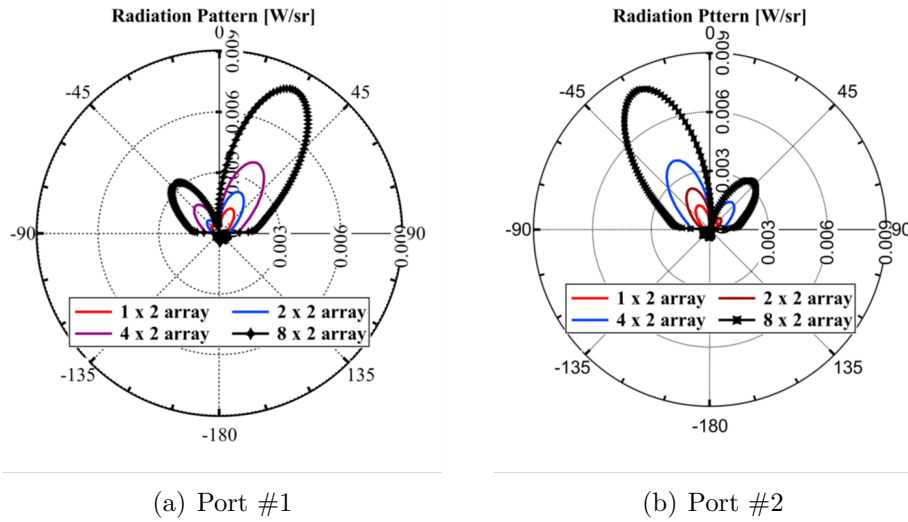 Radiation Pattern [W/sr]
0
0.009
-45
45
0.006
0.003
-90
90
0.003
0.006
0.009
1 x 2 array
2 x 2 array
4 x 2 array
8 x 2 array
-135
135
-180
(a) Port #1
Radiation Pttern [W/sr]
0
0.009
-45
45
0.006
0.003
-90
90
0.003
0.006
0.009
1 x 2 array
2 x 2 array
4 x 2 array
8 x 2 array
-135
135
-180
(b) Port #2